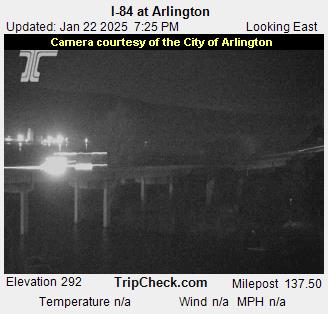 I-84 at Arlington
Updated: Jan 22 2025 7:25 PM Looking East
Camera courtesy of the City of Arlington
Elevation 292 TripCheck.com Milepost 137.50
Temperature n/a Wind n/a MPH n/a